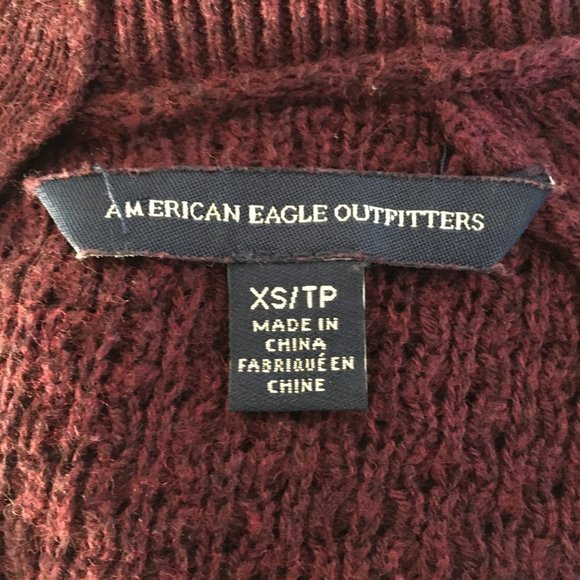 AMERICAN EAGLE OUTFITTERS
XS/TP
MADE IN
CHINA
FABRIQUÉ EN
CHINE